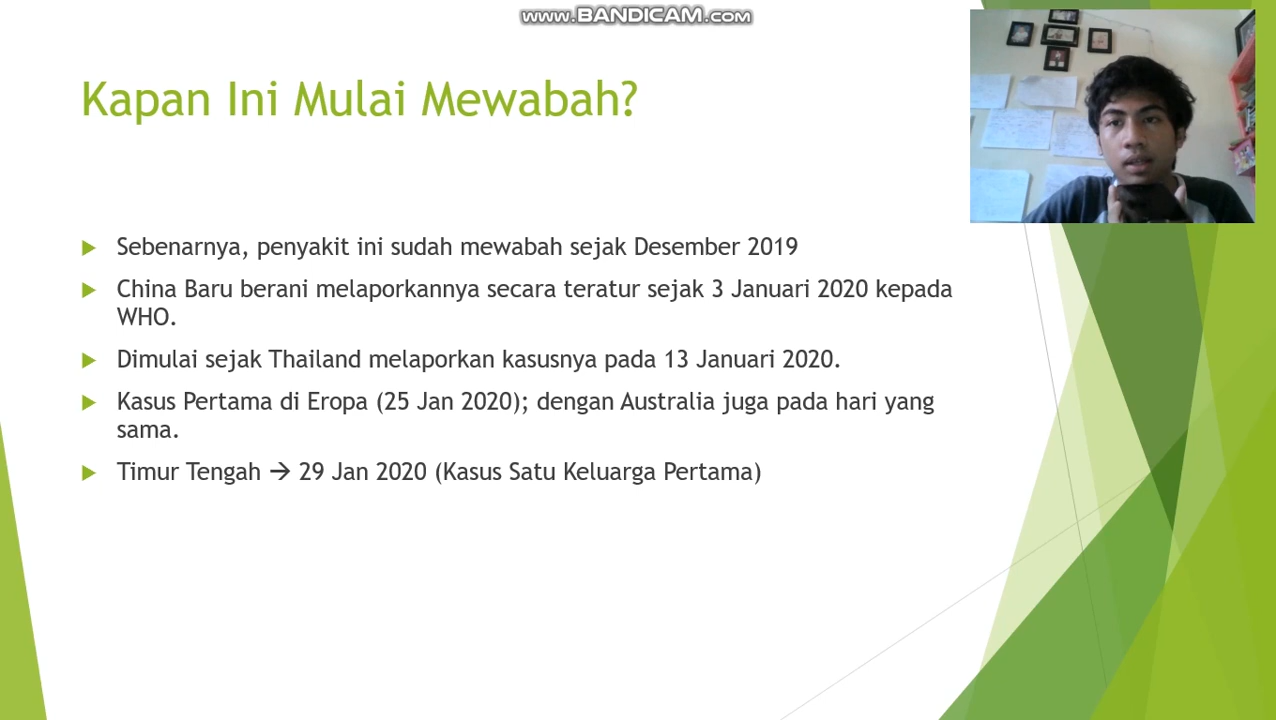 www.BANDICAM.com
Kapan Ini Mulai Mewabah?
Sebenarnya, penyakit ini sudah mewabah sejak Desember 2019
China Baru berani melaporkannya secara teratur sejak 3 Januari 2020 kepada
WHO.
Dimulai sejak Thailand melaporkan kasusnya pada 13 Januari 2020.
Kasus Pertama di Eropa (25 Jan 2020); dengan Australia juga pada hari yang
sama.
Timur Tengah → 29 Jan 2020 (Kasus Satu Keluarga Pertama)